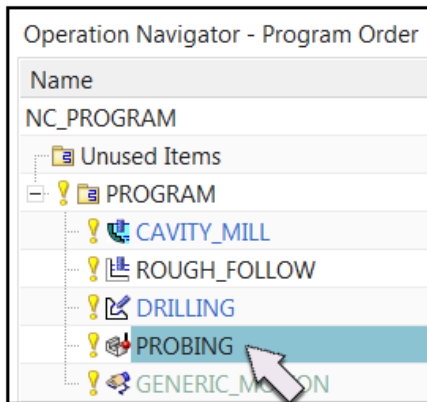 Operation Navigator - Program Order
Name
NC_PROGRAM
Unused Items
PROGRAM
CAVITY_MILL
ROUGH_FOLLOW
DRILLING
PROBING